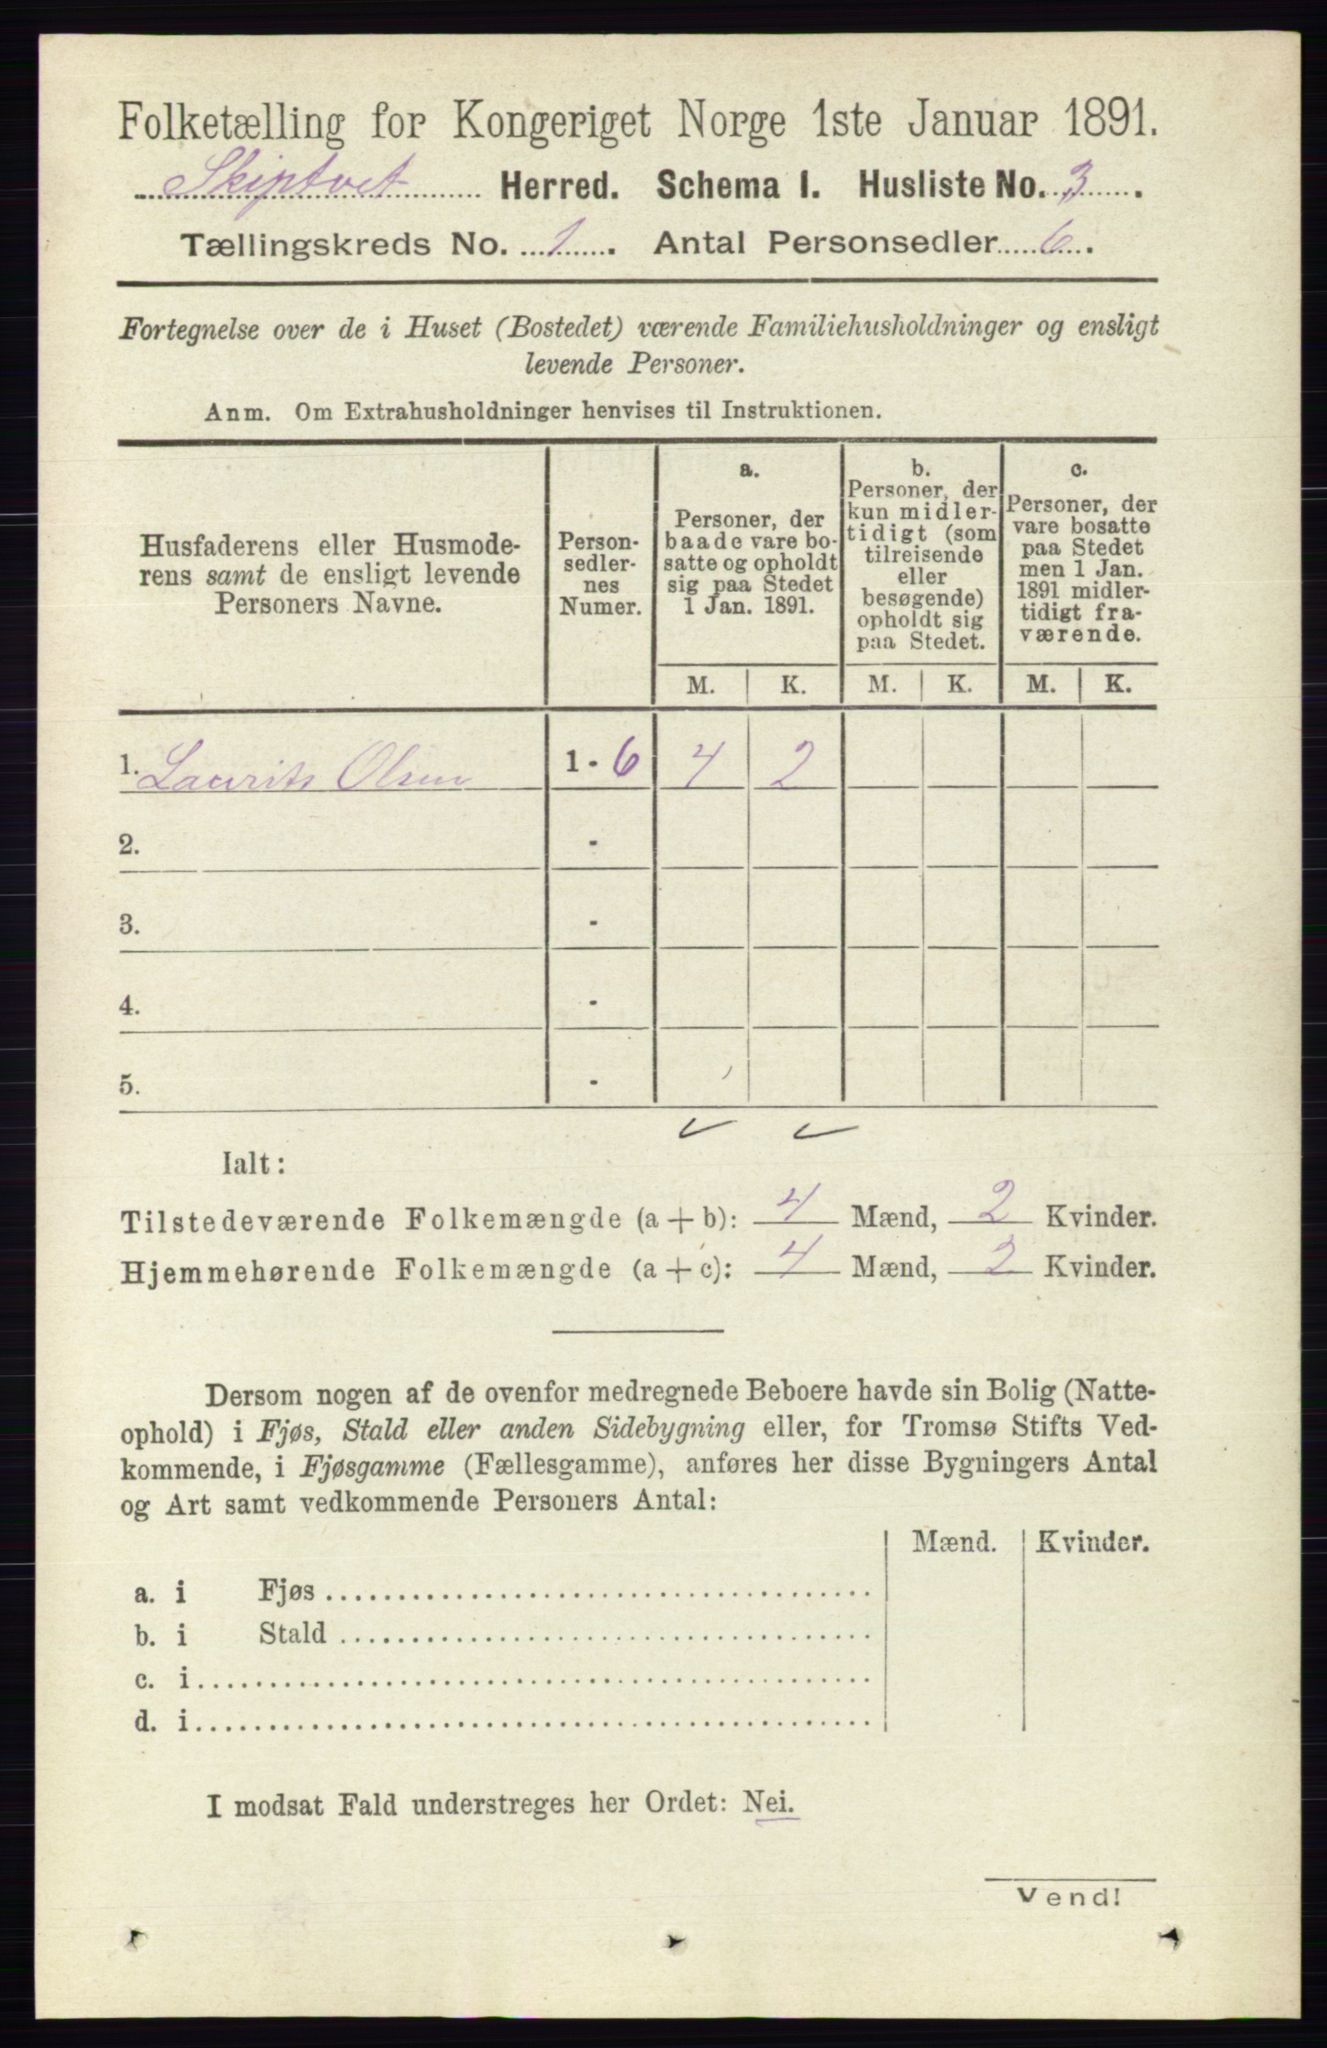 Folketælling for Kongeriget Norge 1ste Januar 1891.
Skiptvet Herred. Schema I. Husliste No. 3.
Tællingskreds No. 1. Antal Personsedler 6.
Fortegnelse over de i Huset (Bostedet) værende Familiehusholdninger og ensligt
levende Personer.
Anm. Om Extrahusholdninger henvises til Instruktionen.
Husfaderens eller Husmode-
rens samt de ensligt levende
Personers Navne.
Person-
sedler-
nes
Numer.
a.
Personer, der
baade vare bo-
satte og opholdt
sig paa Stedet
1 Jan. 1891.
b.
Personer, der
kun midler-
tidigt (som
tilreisende
eller
besøgende)
opholdt sig
paa Stedet.
c.
Personer, der
vare bosatte
paa Stedet
men 1 Jan.
1891 midler-
tidigt fra-
værende.
M. K. M. K. M. K.
1. Laurits Olsen 1 - 6 4 2
2. -
3. -
4. -
5. -
Ialt:
Tilstedeværende Folkemængde (a + b): 4 Mænd, 2 Kvinder.
Hjemmehørende Folkemængde (a + c): 4 Mænd, 2 Kvinder.
Dersom nogen af de ovenfor medregnede Beboere havde sin Bolig (Natte-
ophold) i Fjøs, Stald eller anden Sidebygning eller, for Tromsø Stifts Ved-
kommende, i Fjøsgamme (Fællesgamme), anføres her disse Bygningers Antal
og Art samt vedkommende Personers Antal:
Mænd. Kvinder.
a. i Fjøs
b. i Stald
c. i
d. i
I modsat Fald understreges her Ordet: Nei.
Vend!